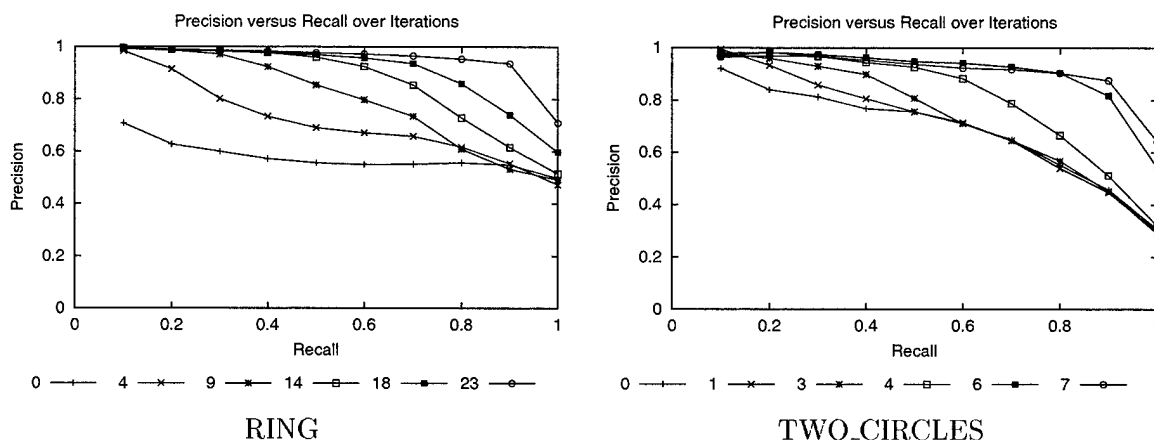 Precision versus Recall over Iterations
1
0.8
0.6
0.4
0.2
0
Precision
0 0.2 0.4 0.6 0.8 1
Recall
0 4 9 14 18 23
RING
Precision versus Recall over Iterations
1
0.8
0.6
0.4
0.2
0
Precision
0 0.2 0.4 0.6 0.8 1
Recall
0 1 3 4 6 7
TWO_CIRCLES